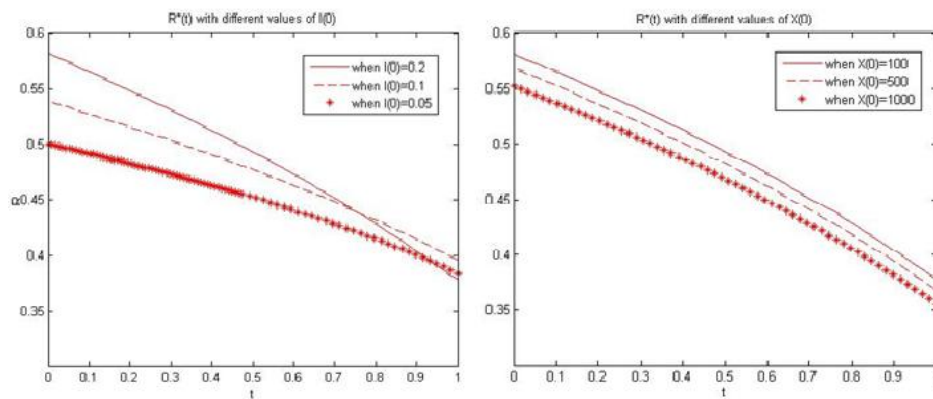 R*(t) with different values of I(0)
0.6
0.55
0.5
0.45
0.4
0.35
R
when I(0)=0.2
when I(0)=0.1
when I(0)=0.05
0 0.1 0.2 0.3 0.4 0.5 0.6 0.7 0.8 0.9 1
t
R*(t) with different values of X(0)
0.6
0.55
0.5
0.45
0.4
0.35
R
when X(0)=100
when X(0)=500
when X(0)=1000
0 0.1 0.2 0.3 0.4 0.5 0.6 0.7 0.8 0.9
t